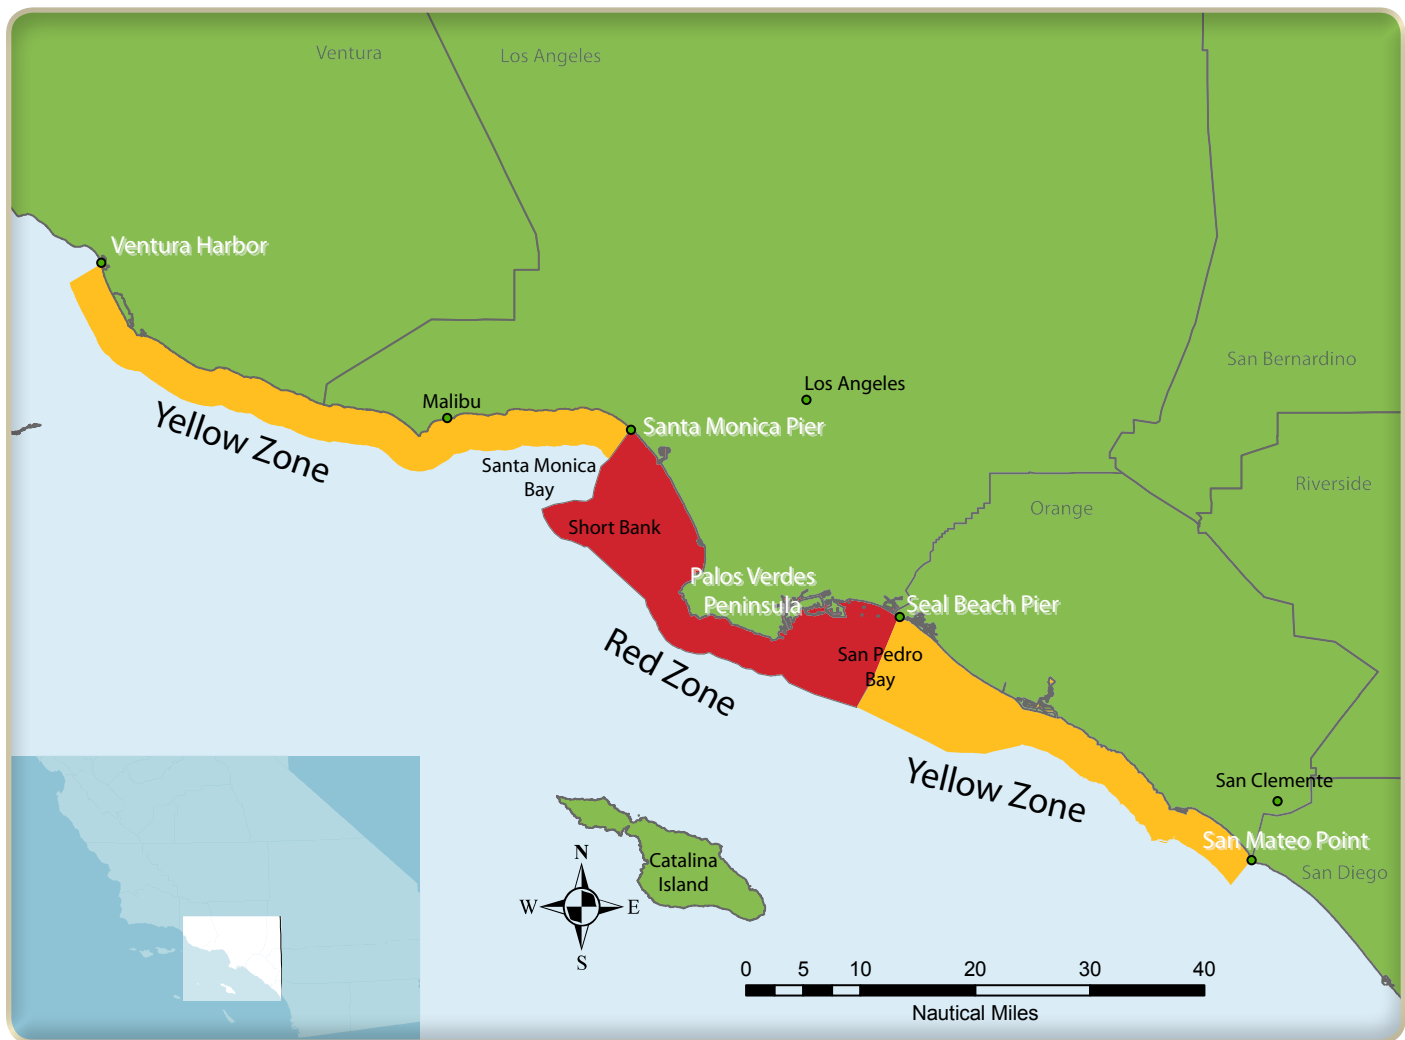 Ventura
Los Angeles
Ventura Harbor
San Bernardino
Los Angeles
Malibu
Yellow Zone
Santa Monica Pier
Santa Monica
Bay
Riverside
Orange
Short Bank
Palos Verdes
Peninsula
Seal Beach Pier
Red Zone
San Pedro
Bay
Yellow Zone
San Clemente
San Mateo Point
San Diego
Catalina
Island
N
W
E
S
0 5 10 20 30 40
Nautical Miles